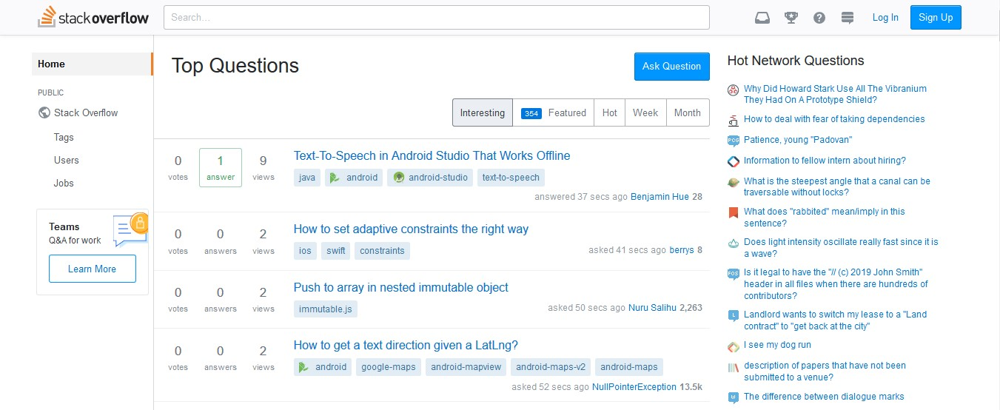 stackoverflow
Search...
Log In
Sign Up
Home
PUBLIC
Stack Overflow
Tags
Users
Jobs
Teams
Q&A for work
Learn More
Top Questions
Ask Question
Interesting
354 Featured
Hot
Week
Month
0 votes
1 answer
9 views
Text-To-Speech in Android Studio That Works Offline
java android android-studio text-to-speech
answered 37 secs ago Benjamin Hue 28
0 votes
0 answers
2 views
How to set adaptive constraints the right way
ios swift constraints
asked 41 secs ago berrys 8
0 votes
0 answers
2 views
Push to array in nested immutable object
immutable.js
asked 50 secs ago Nuru Salihu 2,263
0 votes
0 answers
2 views
How to get a text direction given a LatLng?
android google-maps android-mapview android-maps-v2 android-maps
asked 52 secs ago NullPointerException 13.5k
Hot Network Questions
Why Did Howard Stark Use All The Vibranium
They Had On A Prototype Shield?
How to deal with fear of taking dependencies
PCG
Patience, young "Padovan"
Information to fellow intern about hiring?
What is the steepest angle that a canal can be
traversable without locks?
What does "rabbited" mean/imply in this
sentence?
Does light intensity oscillate really fast since it
is a wave?
FOS
Is it legal to have the "// (c) 2019 John Smith"
header in all files when there are hundreds of
contributors?
L
Landlord wants to switch my lease to a "Land
contract" to "get back at the city"
I see my dog run
description of papers that have not been
submitted to a venue?
W
The difference between dialogue marks